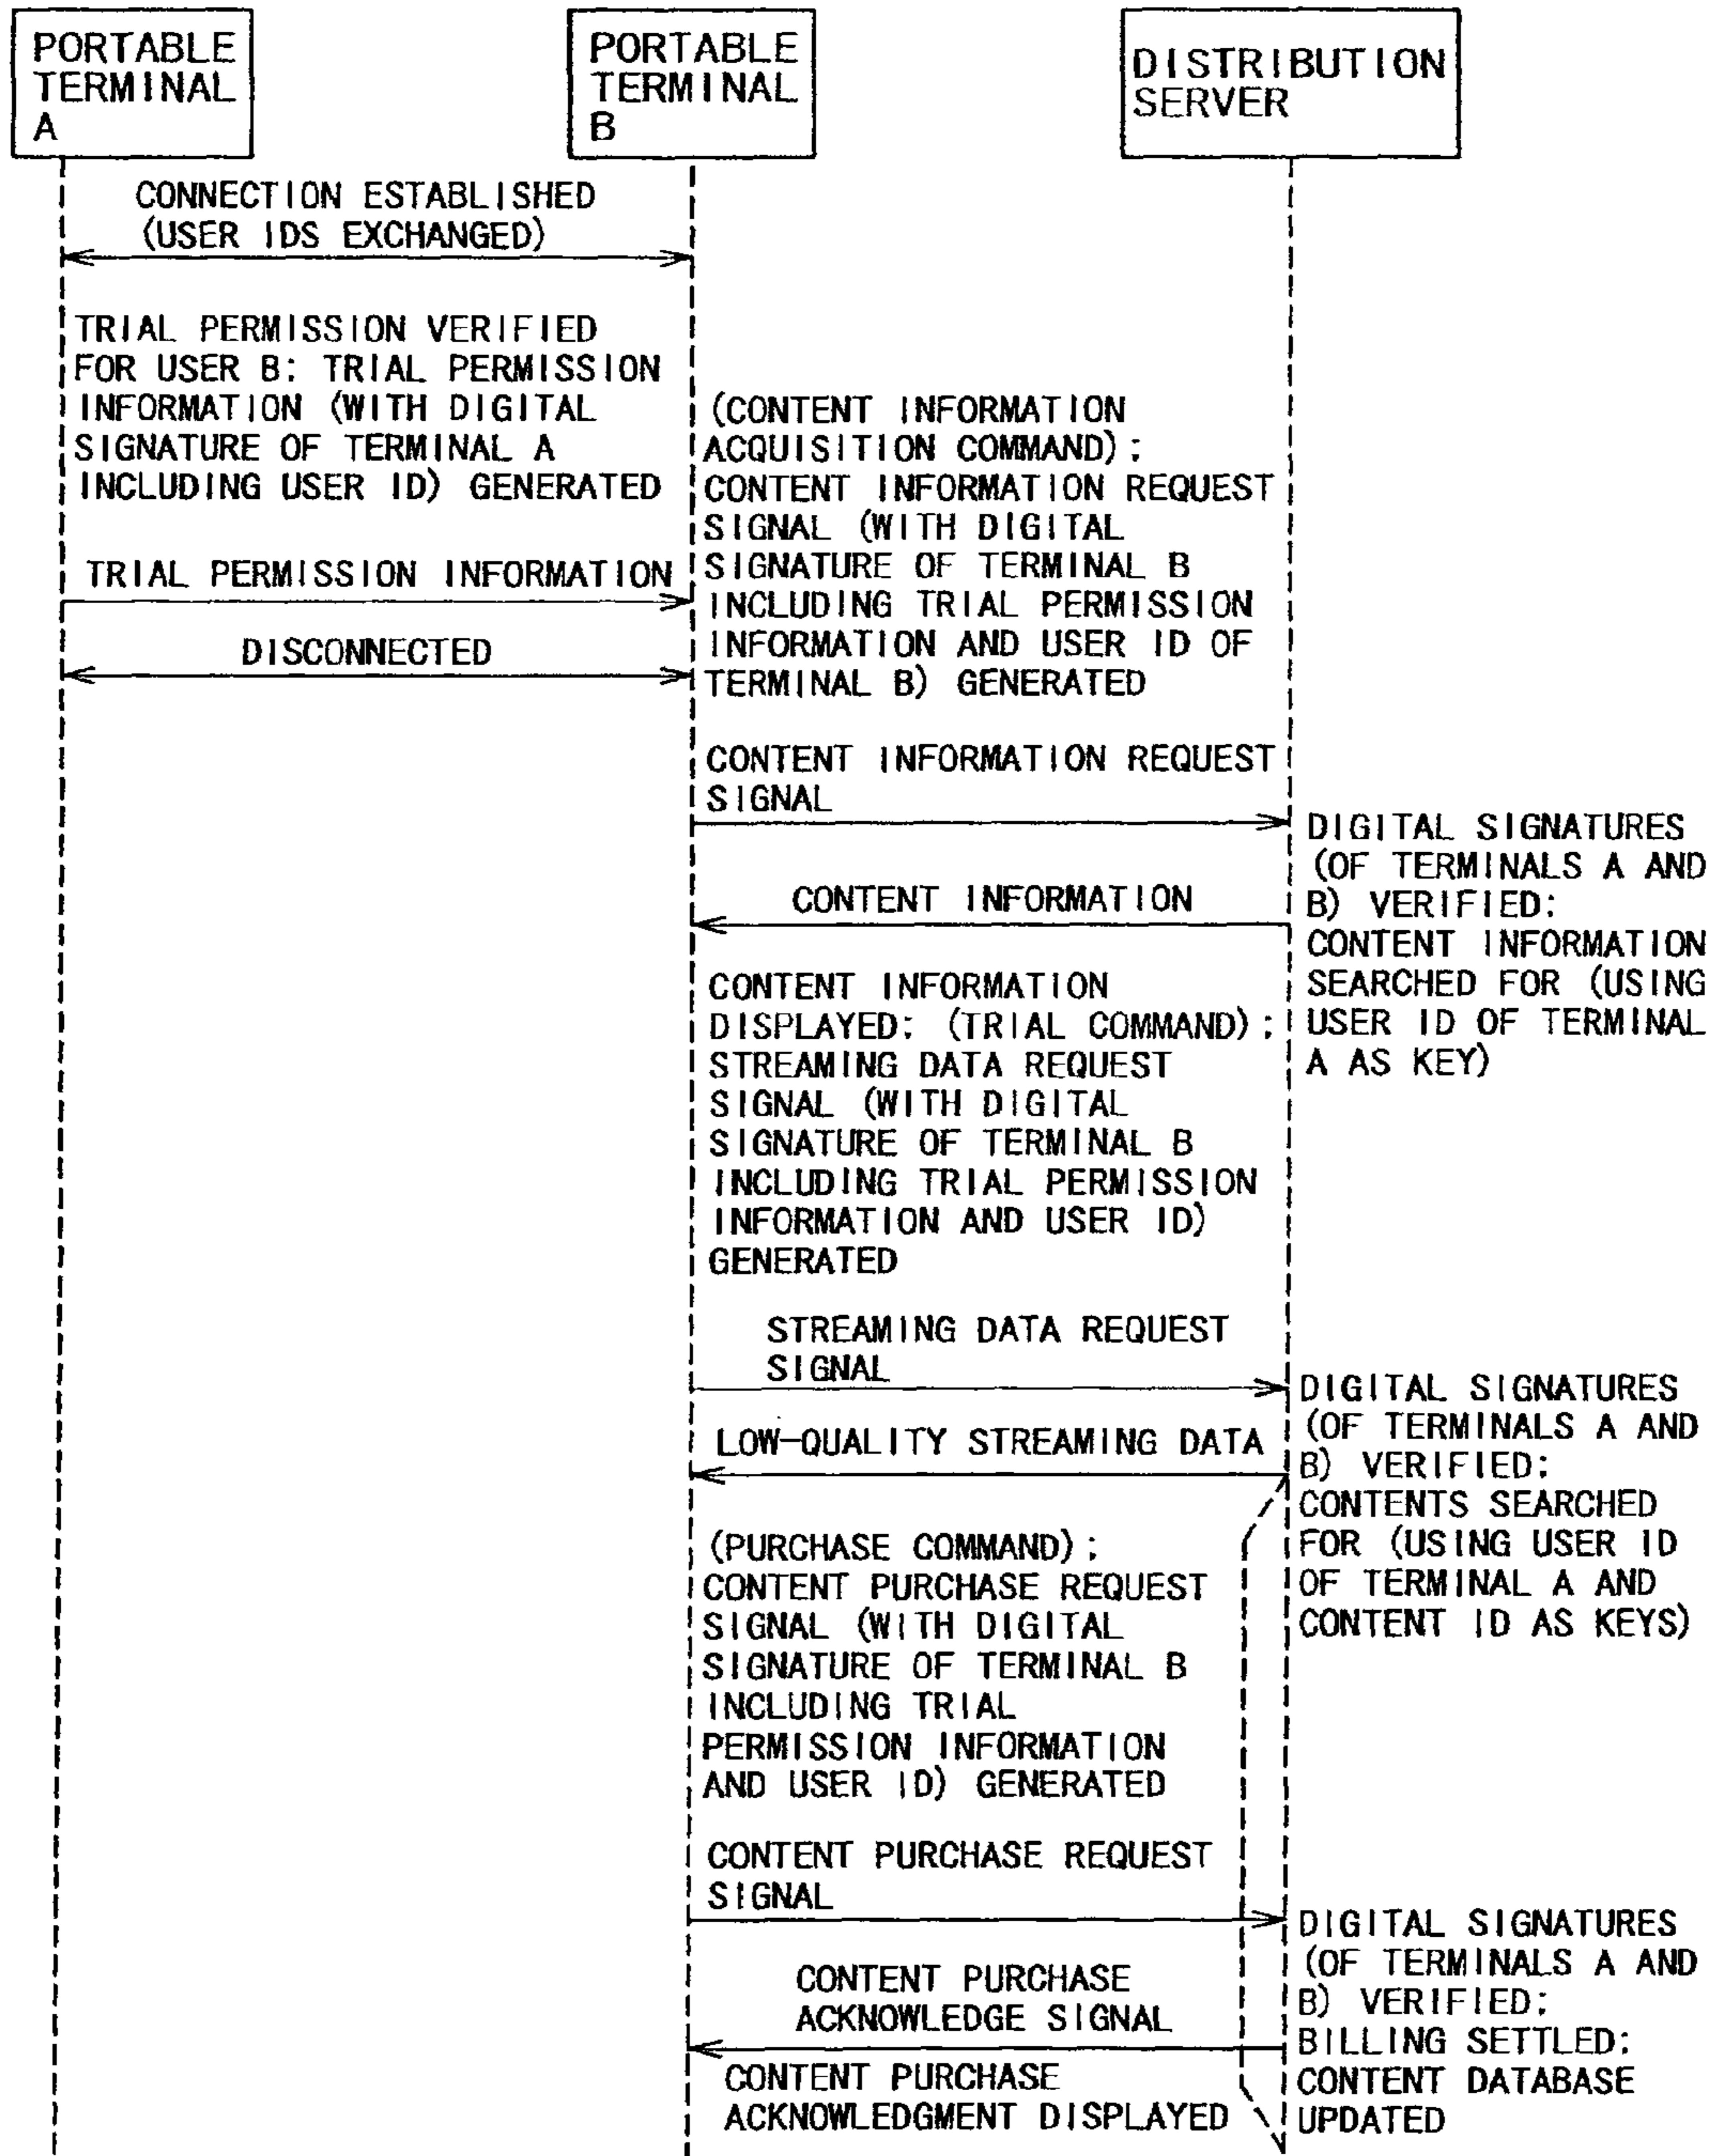 PORTABLE
TERMINAL
A
PORTABLE
TERMINAL
B
DISTRIBUTION
SERVER
CONNECTION ESTABLISHED
(USER IDS EXCHANGED)
TRIAL PERMISSION VERIFIED
FOR USER B; TRIAL PERMISSION
INFORMATION (WITH DIGITAL
SIGNATURE OF TERMINAL A
INCLUDING USER ID) GENERATED
TRIAL PERMISSION INFORMATION
DISCONNECTED
(CONTENT INFORMATION
ACQUISITION COMMAND);
CONTENT INFORMATION REQUEST
SIGNAL (WITH DIGITAL
SIGNATURE OF TERMINAL B
INCLUDING TRIAL PERMISSION
INFORMATION AND USER ID OF
TERMINAL B) GENERATED
CONTENT INFORMATION REQUEST
SIGNAL
DIGITAL SIGNATURES
(OF TERMINALS A AND
B) VERIFIED;
CONTENT INFORMATION
SEARCHED FOR (USING
USER ID OF TERMINAL
A AS KEY)
CONTENT INFORMATION
CONTENT INFORMATION
DISPLAYED; (TRIAL COMMAND);
STREAMING DATA REQUEST
SIGNAL (WITH DIGITAL
SIGNATURE OF TERMINAL B
INCLUDING TRIAL PERMISSION
INFORMATION AND USER ID)
GENERATED
STREAMING DATA REQUEST
SIGNAL
DIGITAL SIGNATURES
(OF TERMINALS A AND
B) VERIFIED;
CONTENTS SEARCHED
FOR (USING USER ID
OF TERMINAL A AND
CONTENT ID AS KEYS)
LOW-QUALITY STREAMING DATA
(PURCHASE COMMAND);
CONTENT PURCHASE REQUEST
SIGNAL (WITH DIGITAL
SIGNATURE OF TERMINAL B
INCLUDING TRIAL
PERMISSION INFORMATION
AND USER ID) GENERATED
CONTENT PURCHASE REQUEST
SIGNAL
DIGITAL SIGNATURES
(OF TERMINALS A AND
B) VERIFIED;
BILLING SETTLED;
CONTENT DATABASE
UPDATED
CONTENT PURCHASE
ACKNOWLEDGE SIGNAL
CONTENT PURCHASE
ACKNOWLEDGMENT DISPLAYED